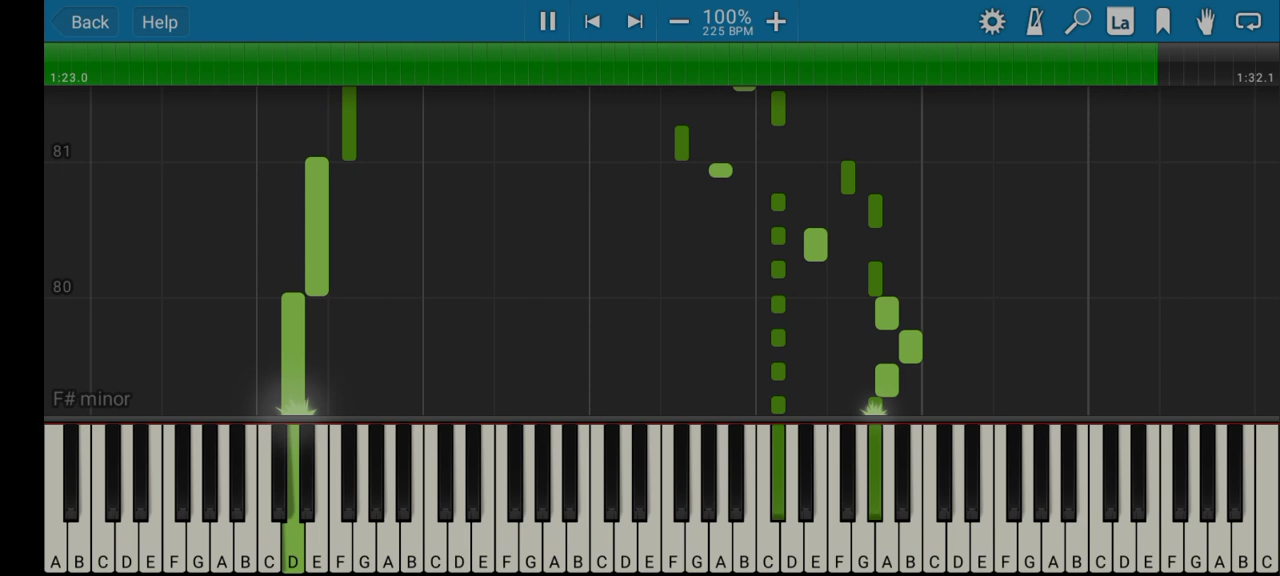 Back Help 100% La
225 BPM
1:23.0 1:32.1
81
80
F# minor
A B C D E F G A B C D E F G A B C D E F G A B C D E F G A B C D E F G A B C D E F G A B C D E F G A B C